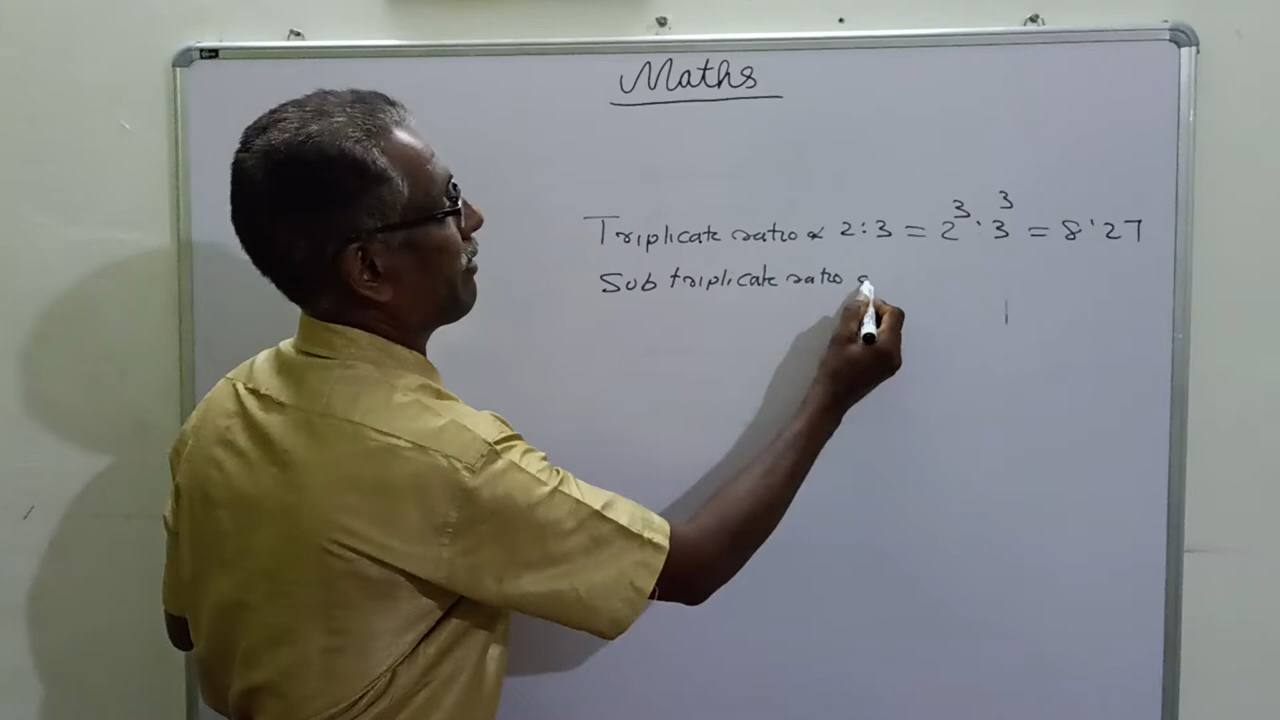 Maths
Triplicate ratio of 2:3 = 2³:3³ = 8:27
Sub triplicate ratio o